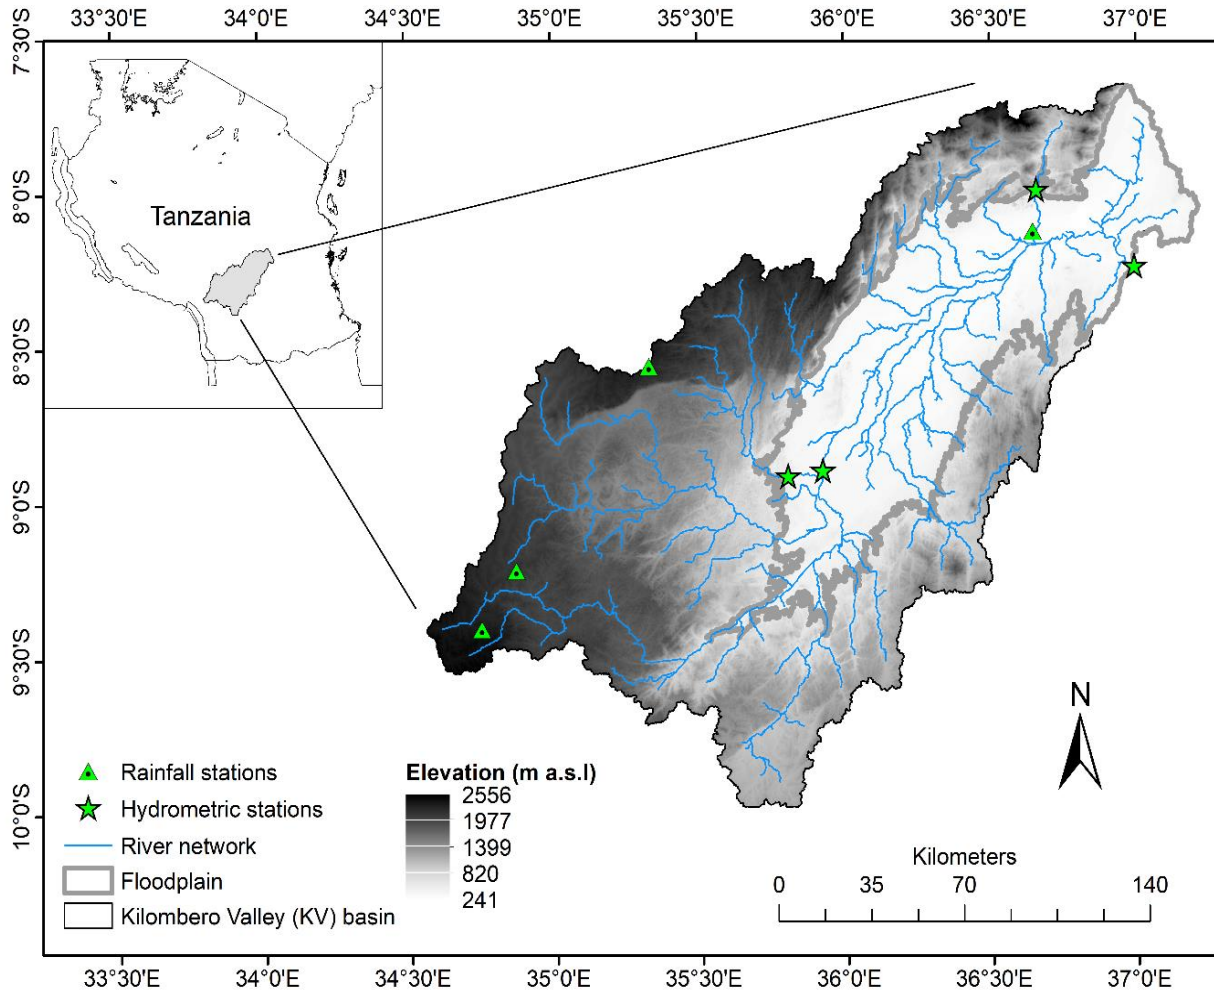 33°30'E 34°0'E 34°30'E 35°0'E 35°30'E 36°0'E 36°30'E 37°0'E
7°30'S
8°0'S
8°30'S
9°0'S
9°30'S
10°0'S
Tanzania
N
Rainfall stations
Hydrometric stations
River network
Floodplain
Kilombero Valley (KV) basin
Elevation (m a.s.l)
2556
1977
1399
820
241
Kilometers
0 35 70 140
33°30'E 34°0'E 34°30'E 35°0'E 35°30'E 36°0'E 36°30'E 37°0'E